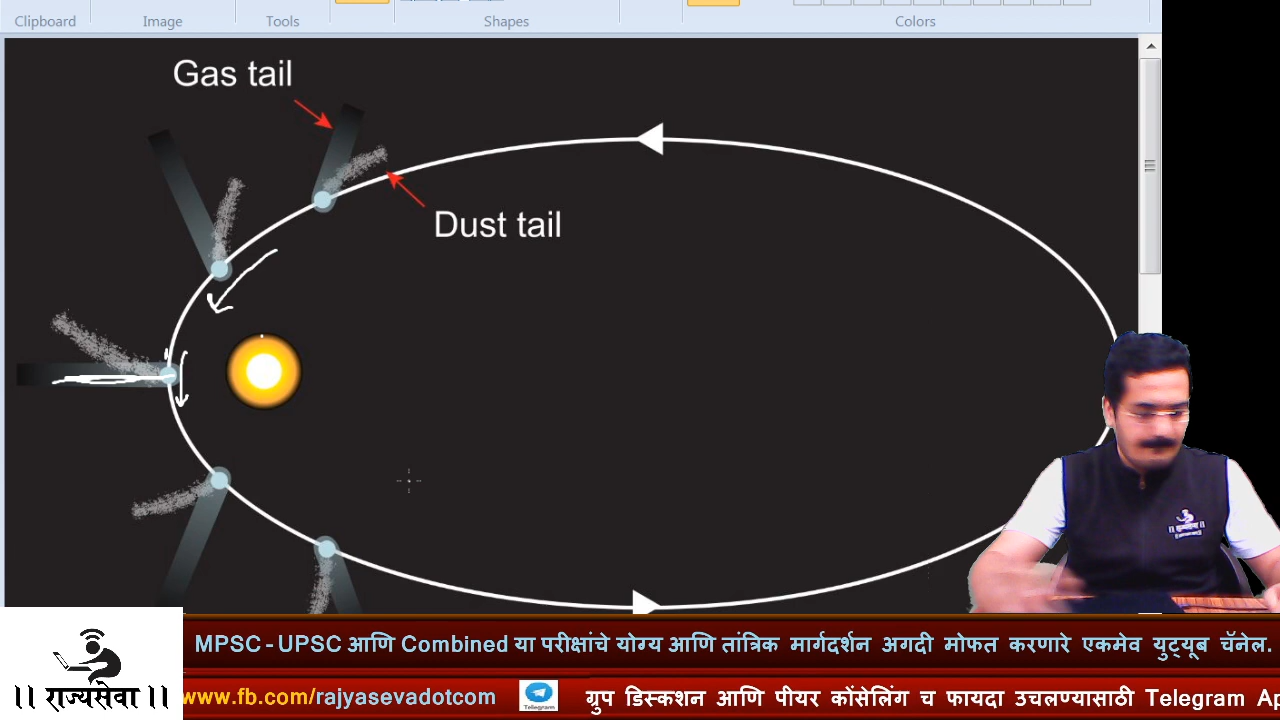 Clipboard Image Tools Shapes Colors
Gas tail
Dust tail
MPSC - UPSC आणि Combined या परीक्षांचे योग्य आणि तांत्रिक मार्गदर्शन अगदी मोफत करणारे एकमेव युट्यूब चॅनेल.
|| राज्यसेवा ||
www.fb.com/rajyasevadotcom
Telegram
ग्रुप डिस्कशन आणि पीयर कोंसेलिंग च फायदा उचलण्यासाठी Telegram Ap